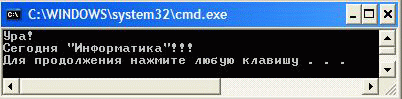 C:\WINDOWS\system32\cmd.exe
Ура!
Сегодня "Информатика"!!!
Для продолжения нажмите любую клавишу . . .